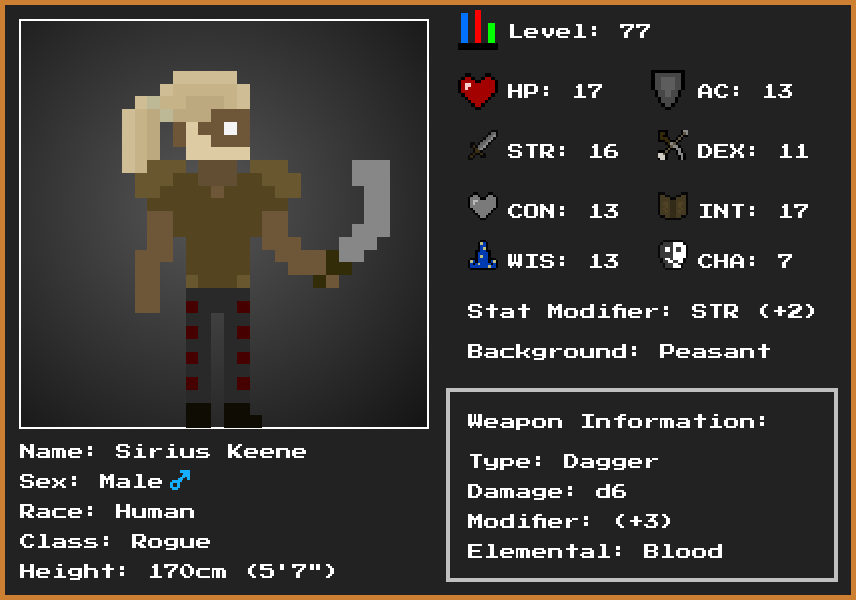 Level: 77
HP: 17
AC: 13
STR: 16
DEX: 11
CON: 13
INT: 17
WIS: 13
CHA: 7
Stat Modifier: STR (+2)
Background: Peasant
Weapon Information:
Type: Dagger
Damage: d6
Modifier: (+3)
Elemental: Blood
Name: Sirius Keene
Sex: Male ♂
Race: Human
Class: Rogue
Height: 170cm (5'7")